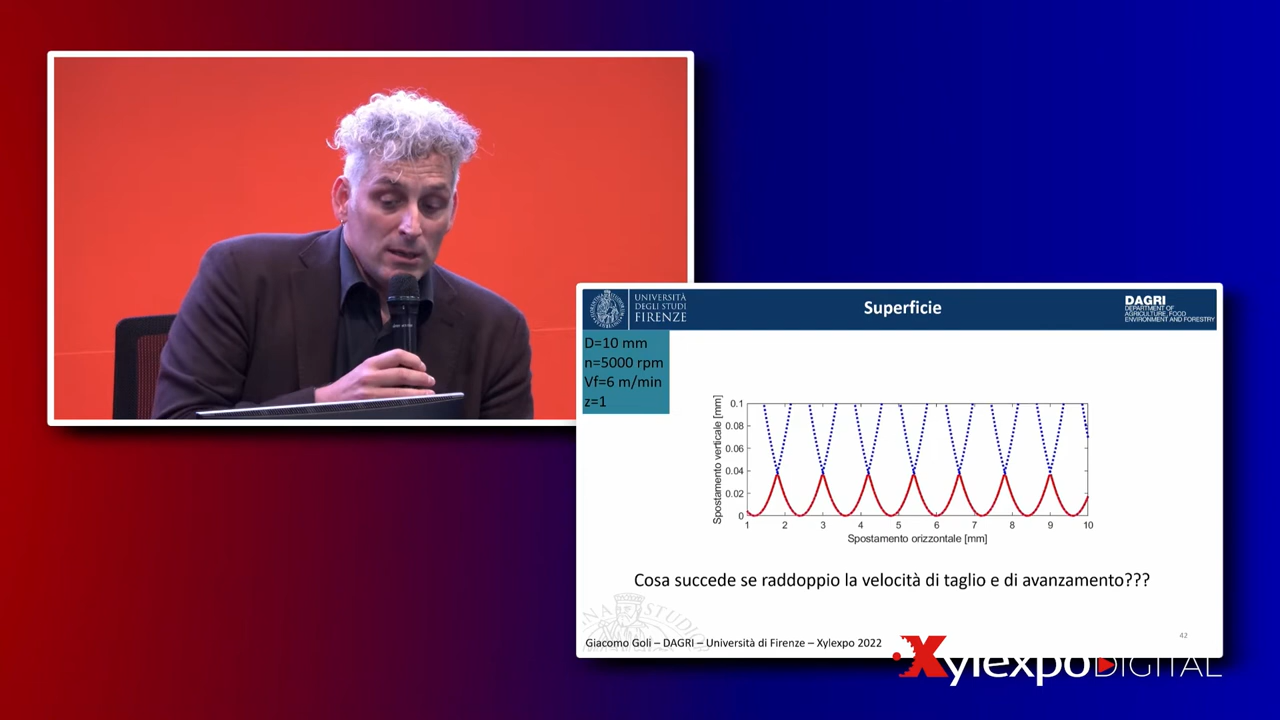 UNIVERSITÀ
DEGLI STUDI
FIRENZE
Superficie
DAGRI
DEPARTMENT OF
AGRICULTURE, FOOD
ENVIRONMENT AND FORESTRY
D=10 mm
n=5000 rpm
Vf=6 m/min
z=1
Spostamento verticale [mm]
0.1
0.08
0.06
0.04
0.02
0
1 2 3 4 5 6 7 8 9 10
Spostamento orizzontale [mm]
Cosa succede se raddoppio la velocità di taglio e di avanzamento???
42
Giacomo Goli – DAGRI – Università di Firenze – Xylexpo 2022
XylexpoDIGITAL